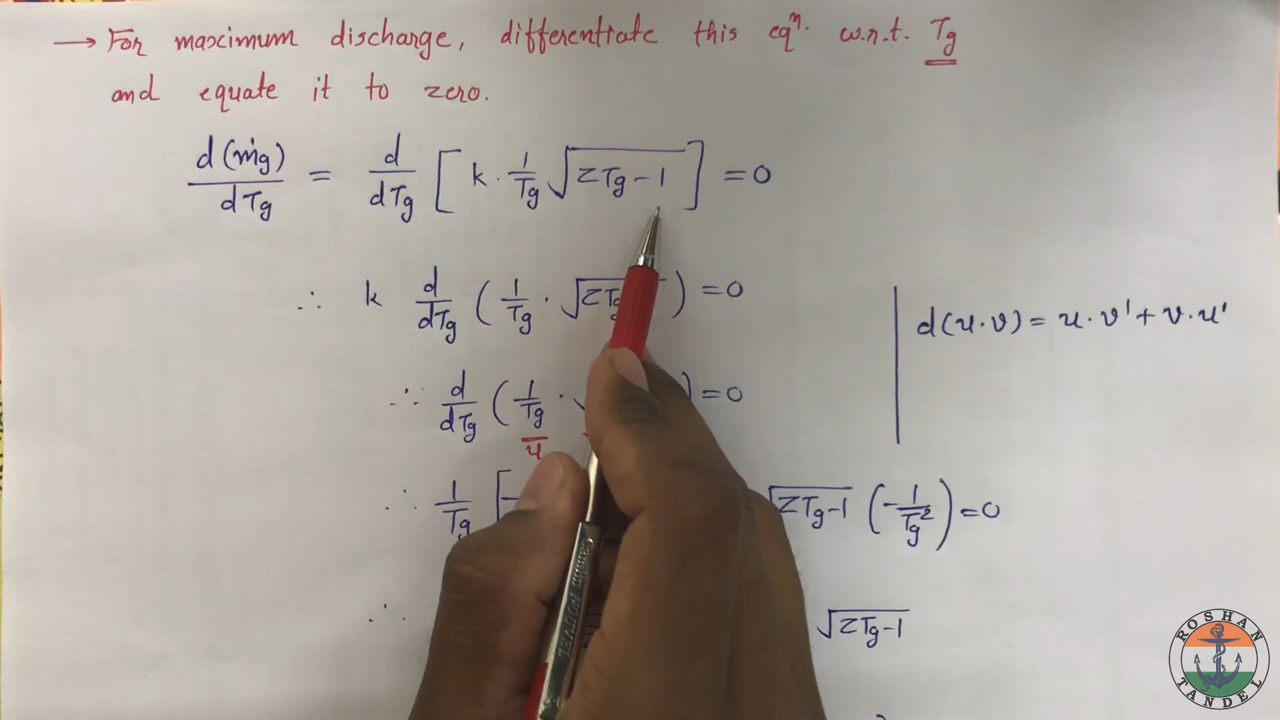 → For maximum discharge, differentiate this eqⁿ. w.r.t. Tg
and equate it to zero.
d(ṁg)/dTg = d/dTg [k · 1/Tg √(ZTg-1)] = 0
∴ k d/dTg (1/Tg · √ZT ) = 0
d(u·v) = u·v' + v·u'
∴ d/dTg (1/Tg · ) = 0
u
∴ 1/Tg [- √(ZTg-1) (-1/Tg²) = 0
∴ √(ZTg-1)
Camlin
ROSHAN
TANDEL